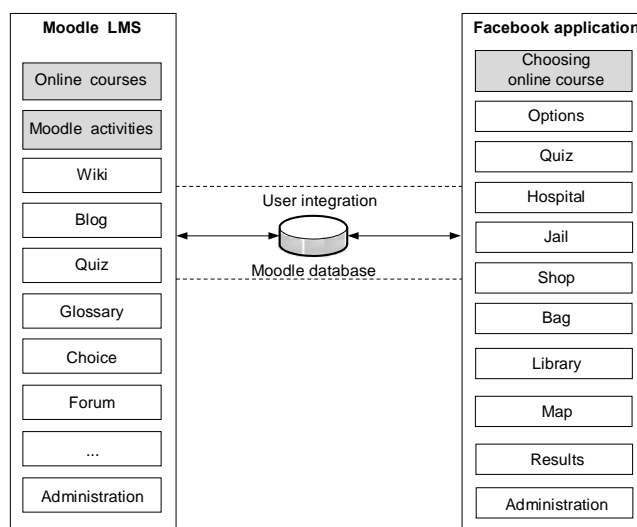 Moodle LMS
Online courses
Moodle activities
Wiki
Blog
Quiz
Glossary
Choice
Forum
...
Administration
User integration
Moodle database
Facebook application
Choosing
online course
Options
Quiz
Hospital
Jail
Shop
Bag
Library
Map
Results
Administration